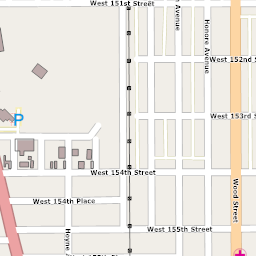 West 151st Street
Avenue
Honore Avenue
West 152nd S
West 153rd S
P
West 154th Street
West 154th Place
Wood Street
West 155th Street
Hoyne